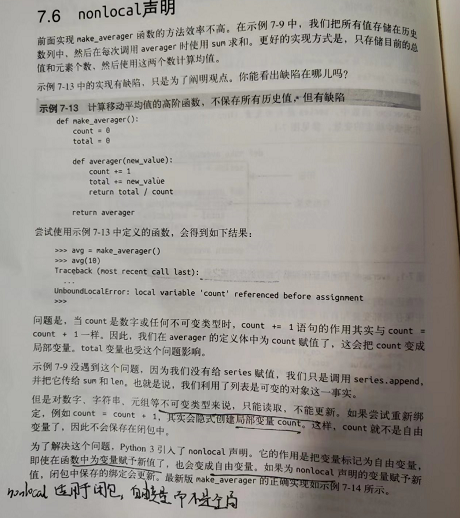 7.6 nonlocal声明
前面实现 make_averager 函数的方法效率不高。在示例 7-9 中，我们把所有值存储在历史
数列中，然后在每次调用 averager 时使用 sum 求和。更好的实现方式是，只存储目前的总
值和元素个数，然后使用这两个数计算均值。
示例 7-13 中的实现有缺陷，只是为了阐明观点。你能看出缺陷在哪儿吗？
示例 7-13 计算移动平均值的高阶函数，不保存所有历史值，但有缺陷
def make_averager():
count = 0
total = 0
def averager(new_value):
count += 1
total += new_value
return total / count
return averager
尝试使用示例 7-13 中定义的函数，会得到如下结果：
>>> avg = make_averager()
>>> avg(10)
Traceback (most recent call last):
...
UnboundLocalError: local variable 'count' referenced before assignment
>>>
问题是，当 count 是数字或任何不可变类型时，count += 1 语句的作用其实与 count =
count + 1 一样。因此，我们在 averager 的定义体中为 count 赋值了，这会把 count 变成
局部变量。total 变量也受这个问题影响。
示例 7-9 没遇到这个问题，因为我们没有给 series 赋值，我们只是调用 series.append，
并把它传给 sum 和 len。也就是说，我们利用了列表是可变的对象这一事实。
但是对数字、字符串、元组等不可变类型来说，只能读取，不能更新。如果尝试重新绑
定，例如 count = count + 1，其实会隐式创建局部变量 count。这样，count 就不是自由
变量了，因此不会保存在闭包中。
为了解决这个问题，Python 3 引入了 nonlocal 声明。它的作用是把变量标记为自由变量，
即使在函数中为变量赋予新值了，也会变成自由变量。如果为 nonlocal 声明的变量赋予新
值，闭包中保存的绑定会更新。最新版 make_averager 的正确实现如示例 7-14 所示。
nonlocal 适用于闭包，自由变量 而不是全局